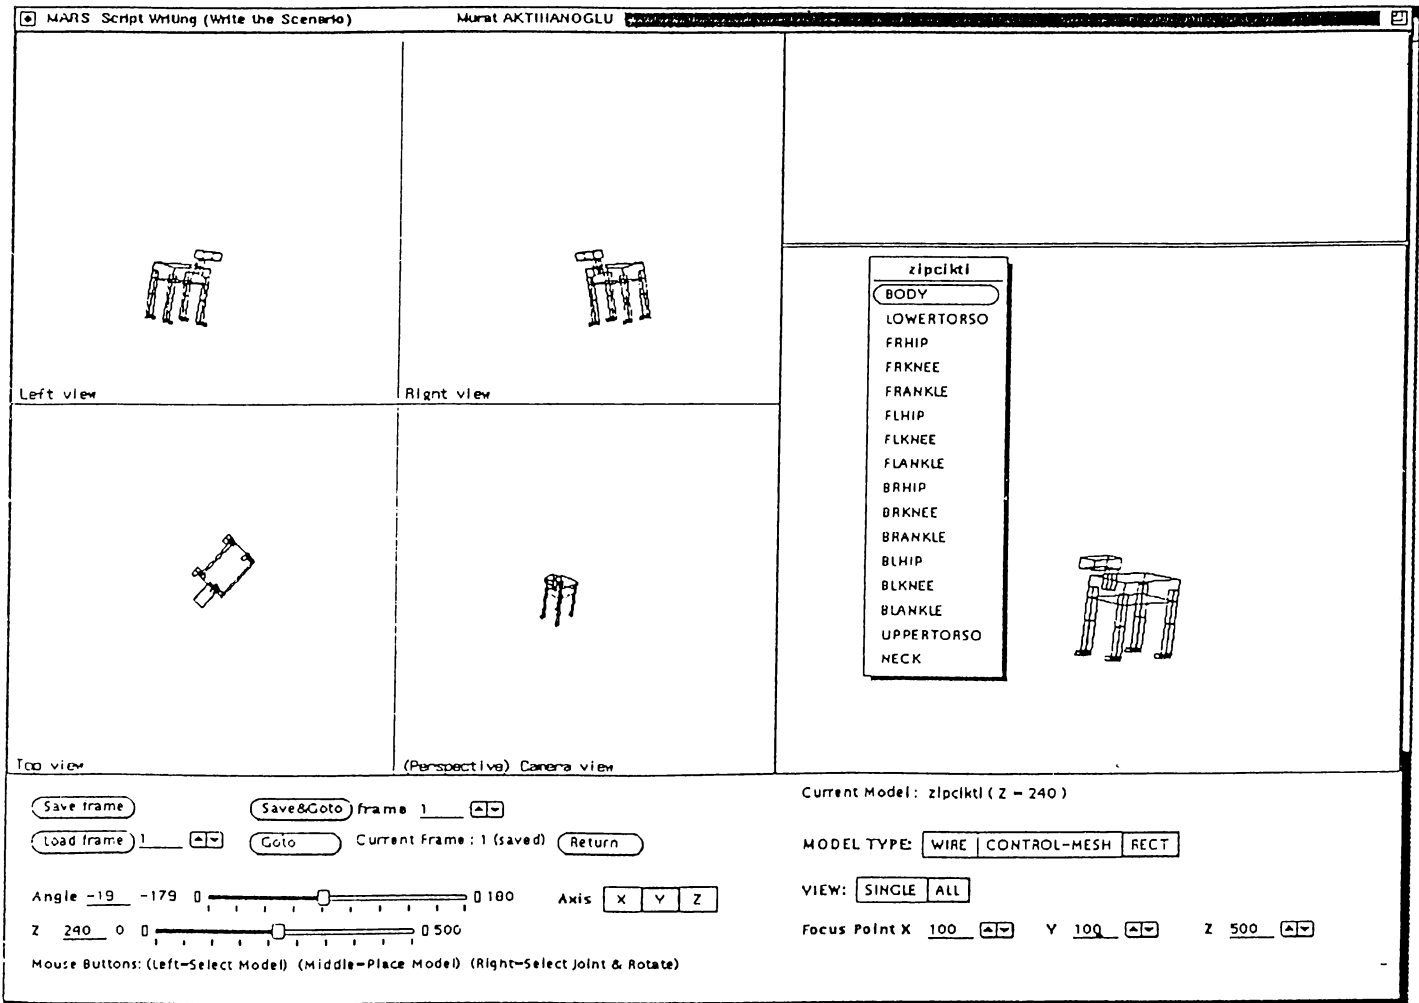 MARS Script Writing (Write the Scenario) Murat AKTIHANOGLU
Left view
Right view
Top view
(Perspective) Camera view
zipcikti
BODY
LOWERTORSO
FRHIP
FRKNEE
FRANKLE
FLHIP
FLKNEE
FLANKLE
BRHIP
BRKNEE
BRANKLE
BLHIP
BLKNEE
BLANKLE
UPPERTORSO
NECK
Save frame Save&Goto frame 1
Load frame 1 Goto Current Frame : 1 (saved) Return
Angle -19 -179 180 Axis X Y Z
Z 240 0 500
Mouse Buttons: (Left-Select Model) (Middle-Place Model) (Right-Select Joint & Rotate)
Current Model : zipcikti ( Z - 240 )
MODEL TYPE: WIRE CONTROL-MESH RECT
VIEW: SINGLE ALL
Focus Point X 100 Y 100 Z 500